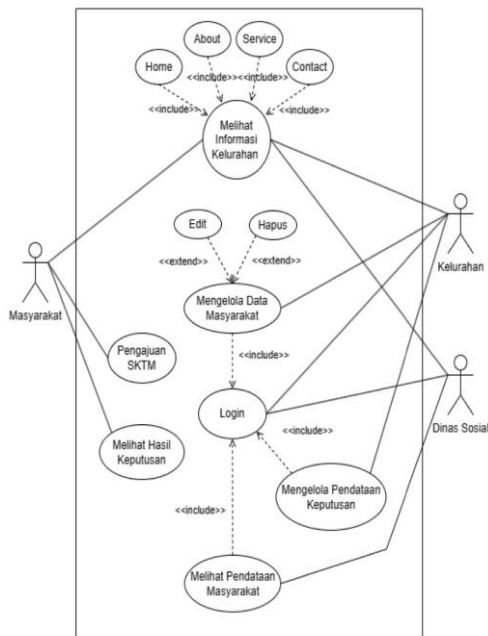 About
Service
Home
Contact
<<include>>
<<include>>
<<include>>
<<include>>
Melihat
Informasi
Kelurahan
Edit
Hapus
<<extend>>
<<extend>>
Kelurahan
Masyarakat
Mengelola Data
Masyarakat
Pengajuan
SKTM
<<include>>
Login
Dinas Sosial
<<include>>
Melihat Hasil
Keputusan
Mengelola Pendataan
Keputusan
<<include>>
Melihat Pendataan
Masyarakat